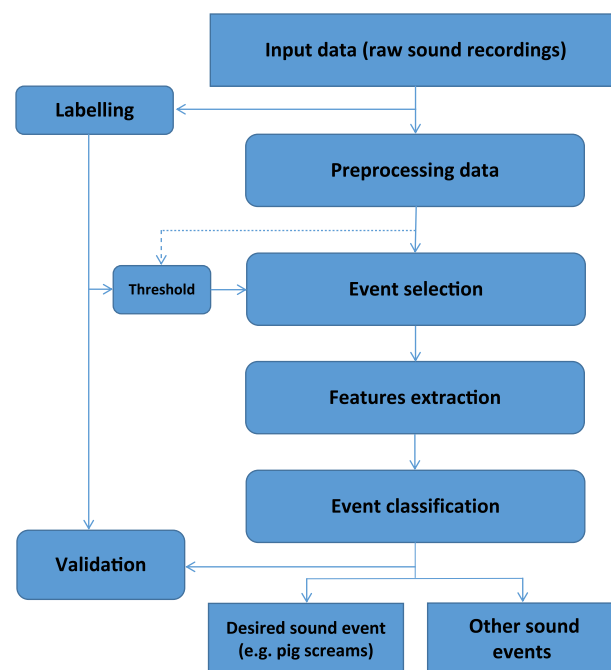 Input data (raw sound recordings)
Labelling
Preprocessing data
Threshold
Event selection
Features extraction
Event classification
Validation
Desired sound event
(e.g. pig screams)
Other sound
events